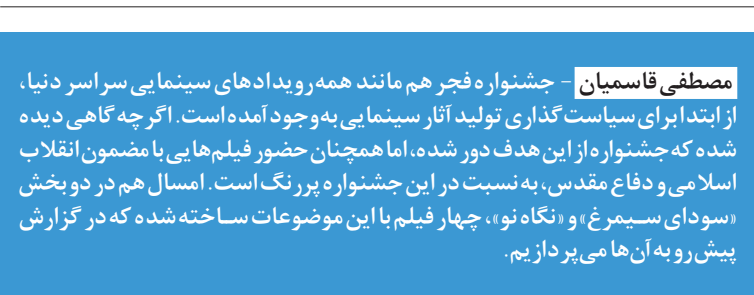 مصطفی قاسمیان - جشنواره فجر هم مانند همه رویدادهای سینمایی سراسر دنیا،
از ابتدا برای سیاست گذاری تولید آثار سینمایی به‌وجود آمده است. اگرچه گاهی دیده
شده که جشنواره از این هدف دور شده، اما همچنان حضور فیلم‌هایی با مضمون انقلاب
اسلامی و دفاع مقدس، به نسبت در این جشنواره پررنگ است. امسال هم در دو بخش
«سودای سیمرغ» و «نگاه نو»، چهار فیلم با این موضوعات ساخته شده که در گزارش
پیش‌رو به آن‌ها می‌پردازیم.